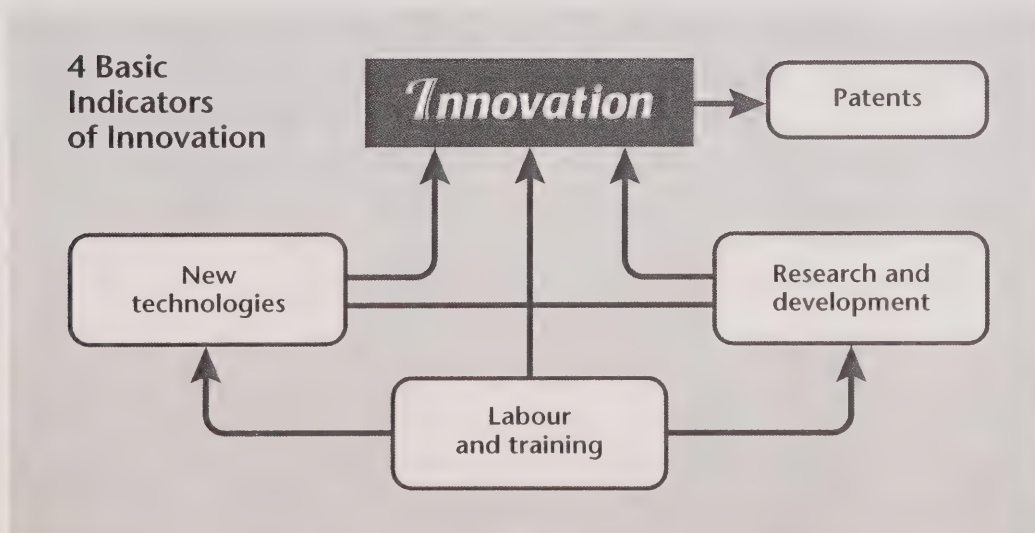 4 Basic
Indicators
of Innovation
Innovation
Patents
New
technologies
Research and
development
Labour
and training